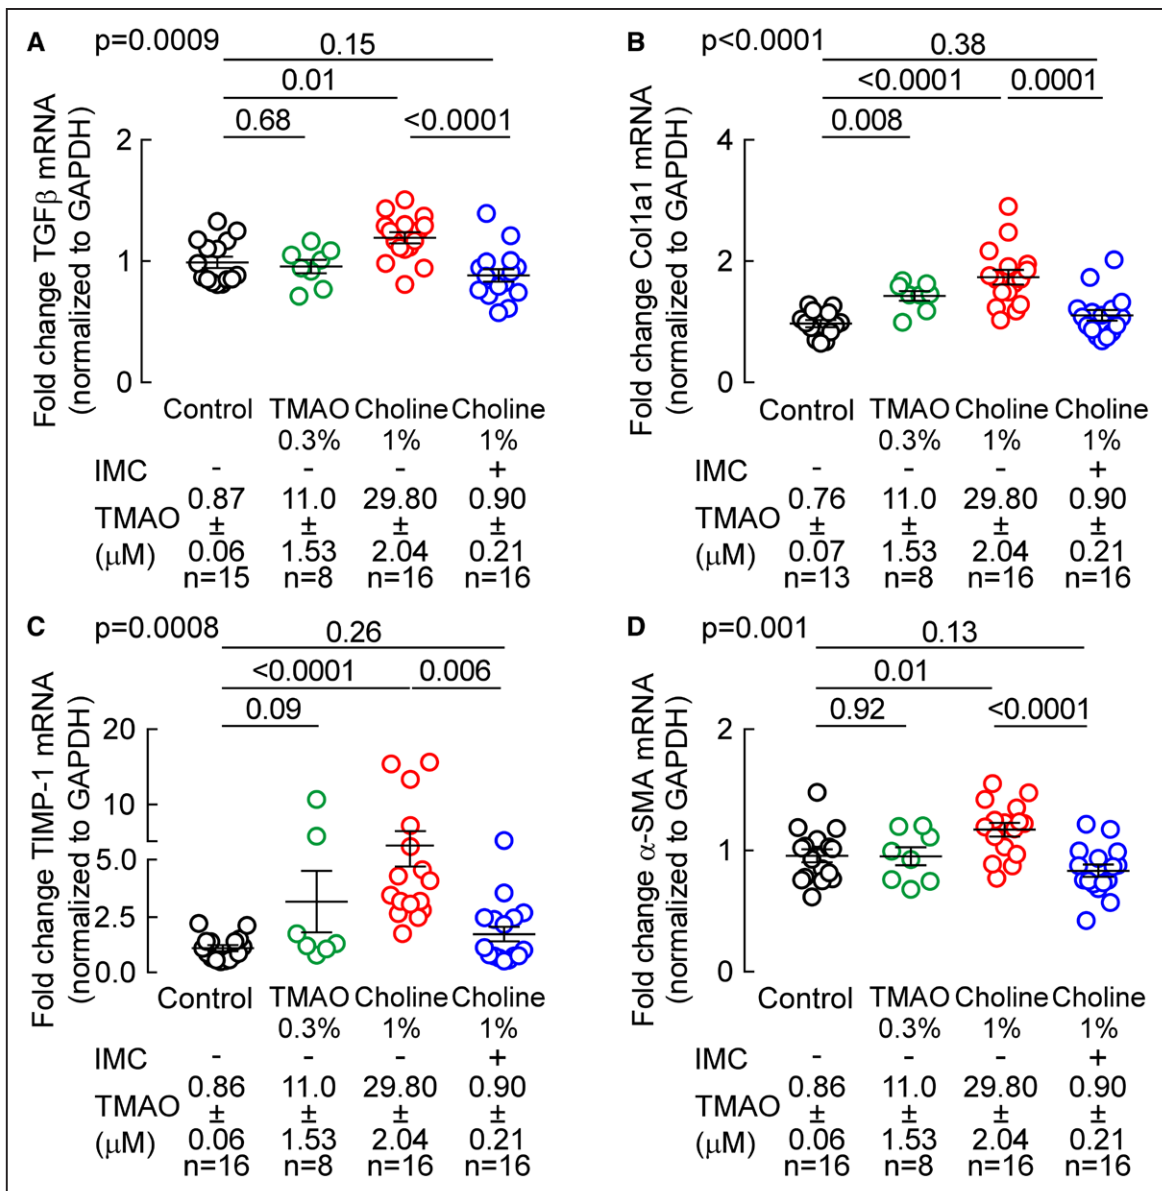 A p=0.0009 0.15
0.01
0.68 <0.0001
Fold change TGFβ mRNA
(normalized to GAPDH)
2
1
0
Control TMAO Choline Choline
0.3% 1% 1%
IMC - - - +
0.87 11.0 29.80 0.90
TMAO ± ± ± ±
(μM) 0.06 1.53 2.04 0.21
n=15 n=8 n=16 n=16
B p<0.0001 0.38
<0.0001 0.0001
0.008
Fold change Col1a1 mRNA
(normalized to GAPDH)
4
2
0
Control TMAO Choline Choline
0.3% 1% 1%
IMC - - - +
0.76 11.0 29.80 0.90
TMAO ± ± ± ±
(μM) 0.07 1.53 2.04 0.21
n=13 n=8 n=16 n=16
C p=0.0008 0.26
<0.0001 0.006
0.09
Fold change TIMP-1 mRNA
(normalized to GAPDH)
20
10
5.0
2.5
0.0
Control TMAO Choline Choline
0.3% 1% 1%
IMC - - - +
0.86 11.0 29.80 0.90
TMAO ± ± ± ±
(μM) 0.06 1.53 2.04 0.21
n=16 n=8 n=16 n=16
D p=0.001 0.13
0.01
0.92 <0.0001
Fold change α-SMA mRNA
(normalized to GAPDH)
2
1
0
Control TMAO Choline Choline
0.3% 1% 1%
IMC - - - +
0.86 11.0 29.80 0.90
TMAO ± ± ± ±
(μM) 0.06 1.53 2.04 0.21
n=16 n=8 n=16 n=16